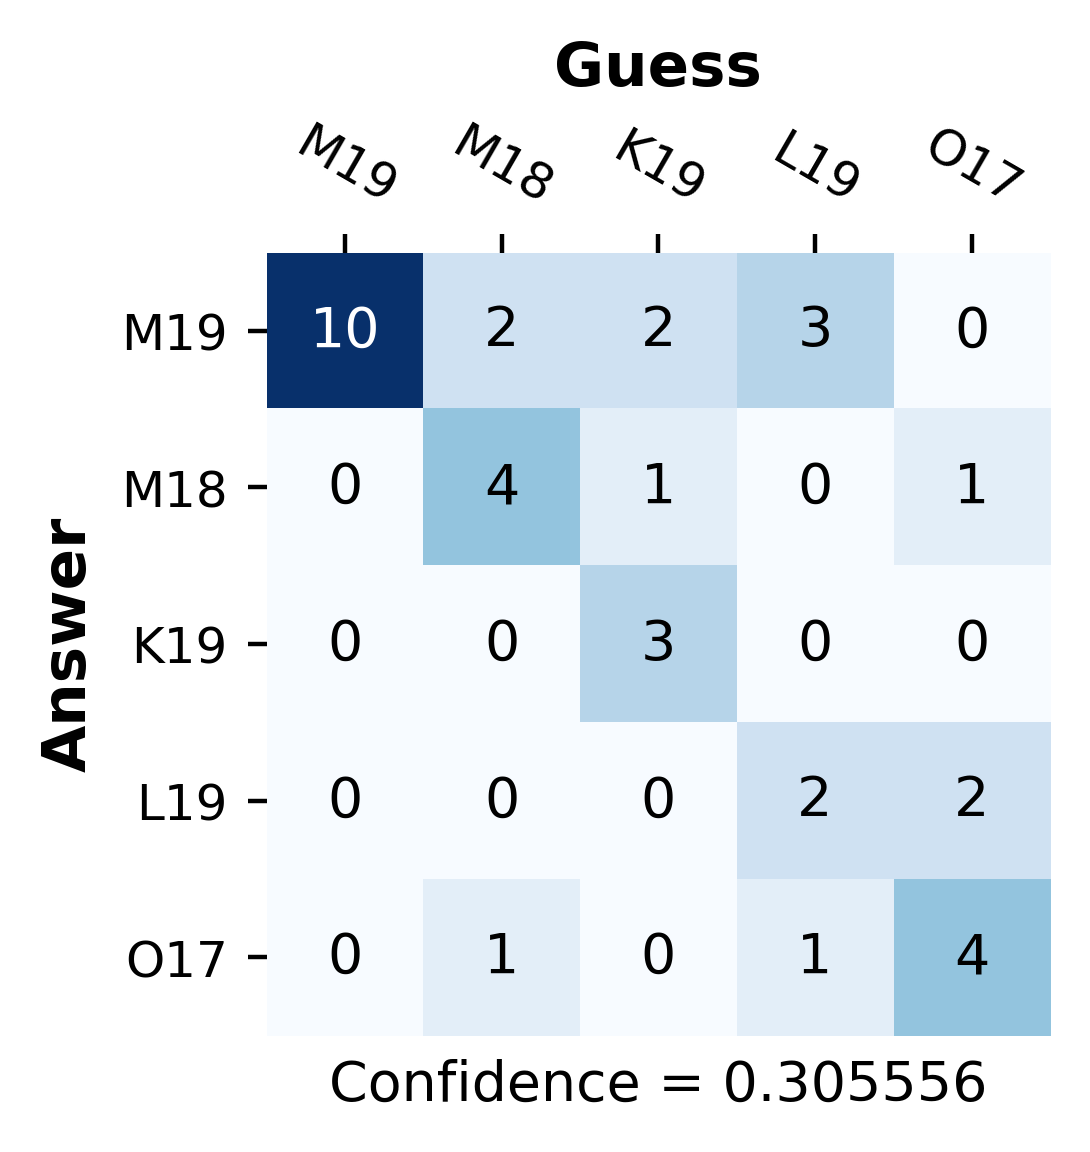 Guess
M19 M18 K19 L19 O17
M19 10 2 2 3 0
M18 0 4 1 0 1
K19 0 0 3 0 0
L19 0 0 0 2 2
O17 0 1 0 1 4
Answer
Confidence = 0.305556